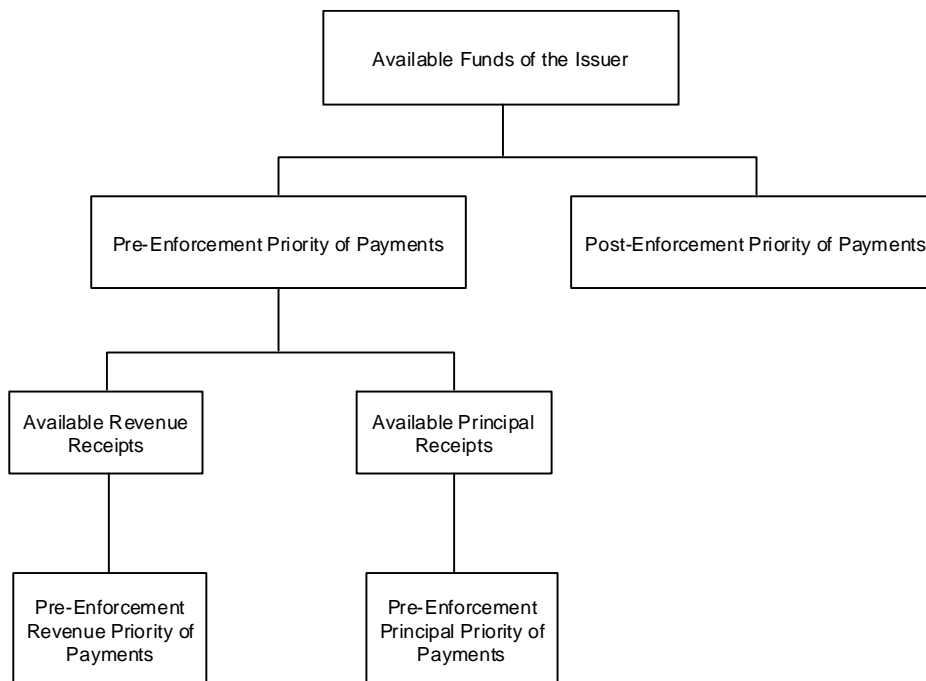 Available Funds of the Issuer
Pre-Enforcement Priority of Payments
Post-Enforcement Priority of Payments
Available Revenue
Receipts
Available Principal
Receipts
Pre-Enforcement
Revenue Priority of
Payments
Pre-Enforcement
Principal Priority of
Payments